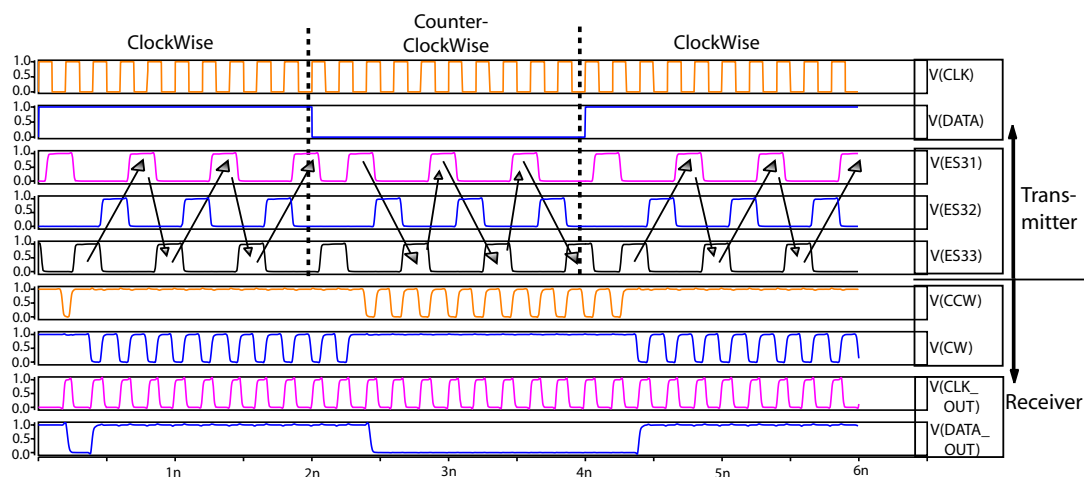 Counter-
ClockWise
ClockWise
ClockWise
1.0
0.5
0.0
V(CLK)
1.0
0.5
0.0
V(DATA)
1.0
0.5
0.0
V(ES31)
1.0
0.5
0.0
V(ES32)
1.0
0.5
0.0
V(ES33)
Trans-
mitter
1.0
0.5
0.0
V(CCW)
1.0
0.5
0.0
V(CW)
1.0
0.5
0.0
V(CLK_
OUT)
Receiver
1.0
0.5
0.0
V(DATA_
OUT)
1n 2n 3n 4n 5n 6n